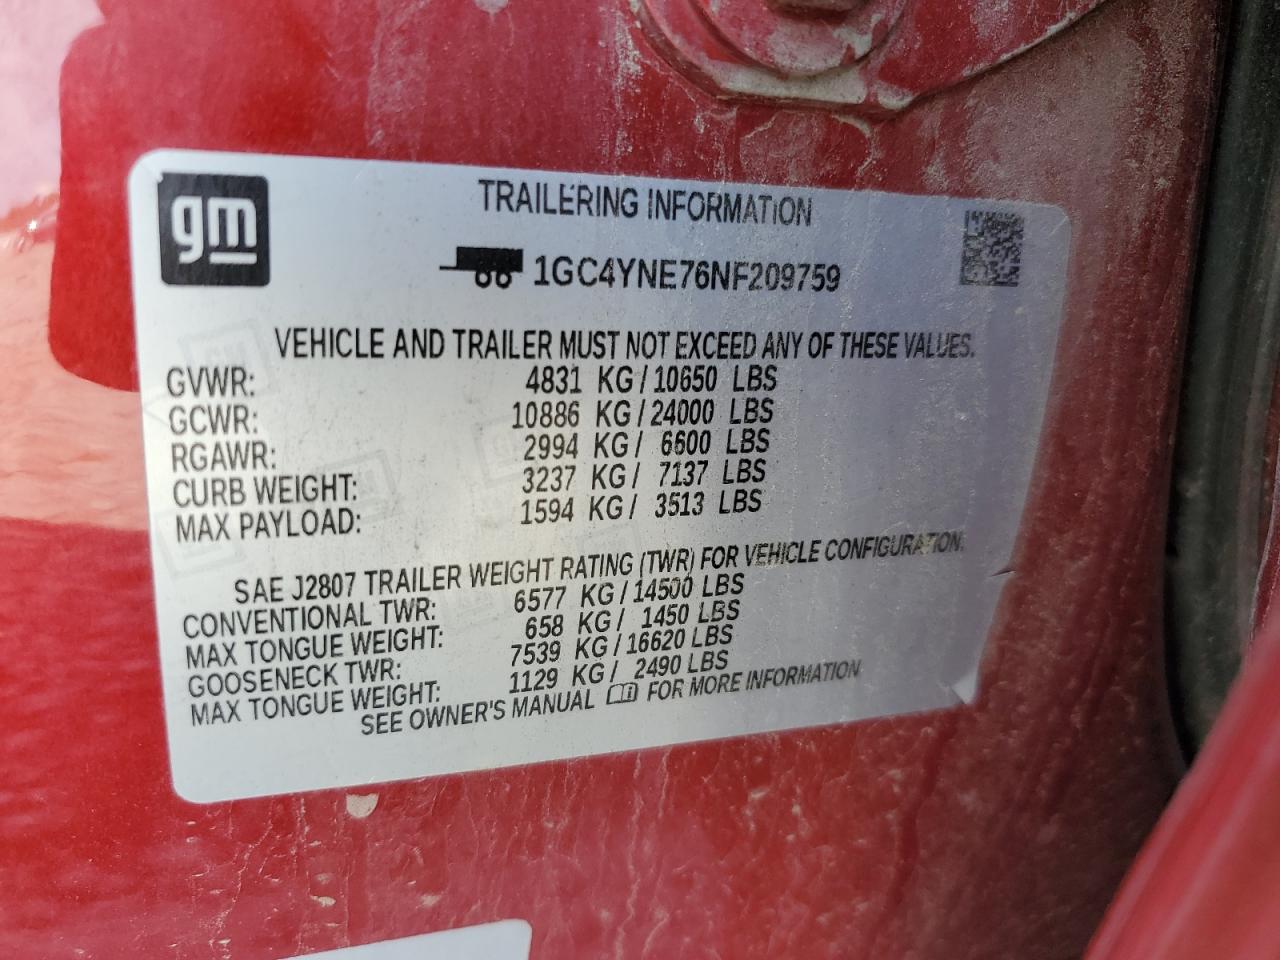 gm
TRAILERING INFORMATION
1GC4YNE76NF209759
VEHICLE AND TRAILER MUST NOT EXCEED ANY OF THESE VALUES.
GVWR: 4831 KG / 10650 LBS
GCWR: 10886 KG / 24000 LBS
RGAWR: 2994 KG / 6600 LBS
CURB WEIGHT: 3237 KG / 7137 LBS
MAX PAYLOAD: 1594 KG / 3513 LBS
SAE J2807 TRAILER WEIGHT RATING (TWR) FOR VEHICLE CONFIGURATION.
CONVENTIONAL TWR: 6577 KG / 14500 LBS
MAX TONGUE WEIGHT: 658 KG / 1450 LBS
GOOSENECK TWR: 7539 KG / 16620 LBS
MAX TONGUE WEIGHT: 1129 KG / 2490 LBS
SEE OWNER'S MANUAL FOR MORE INFORMATION